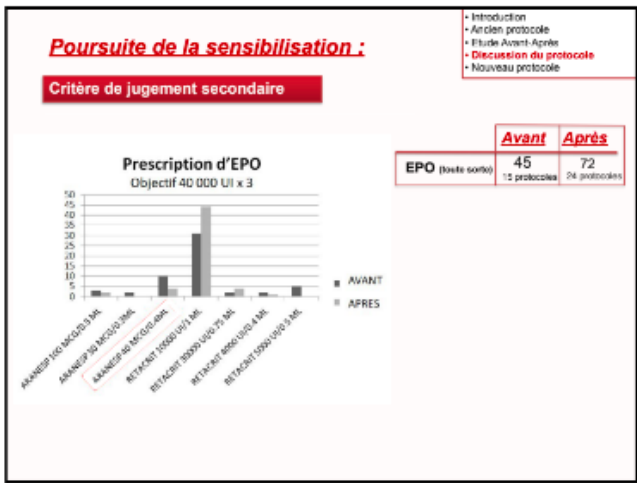 • Introduction
• Ancien protocole
• Etude Avant-Après
• Discussion du protocole
• Nouveau protocole
Poursuite de la sensibilisation :
Critère de jugement secondaire
Avant Après
EPO (toute sorte) 45 72
15 protocoles 24 protocoles
Prescription d'EPO
Objectif 40 000 UI x 3
50
45
40
35
30
25
20
15
10
5
0
AVANT
APRES
ARANESP 100 MCG/0.5 ML
ARANESP 50 MCG/0.3ML
ARANESP 40 MCG/0.4ML
RETACRIT 10000 UI/1 ML
RETACRIT 30000 UI/0.75 ML
RETACRIT 4000 UI/0.4 ML
RETACRIT 5000 UI/0.5 ML